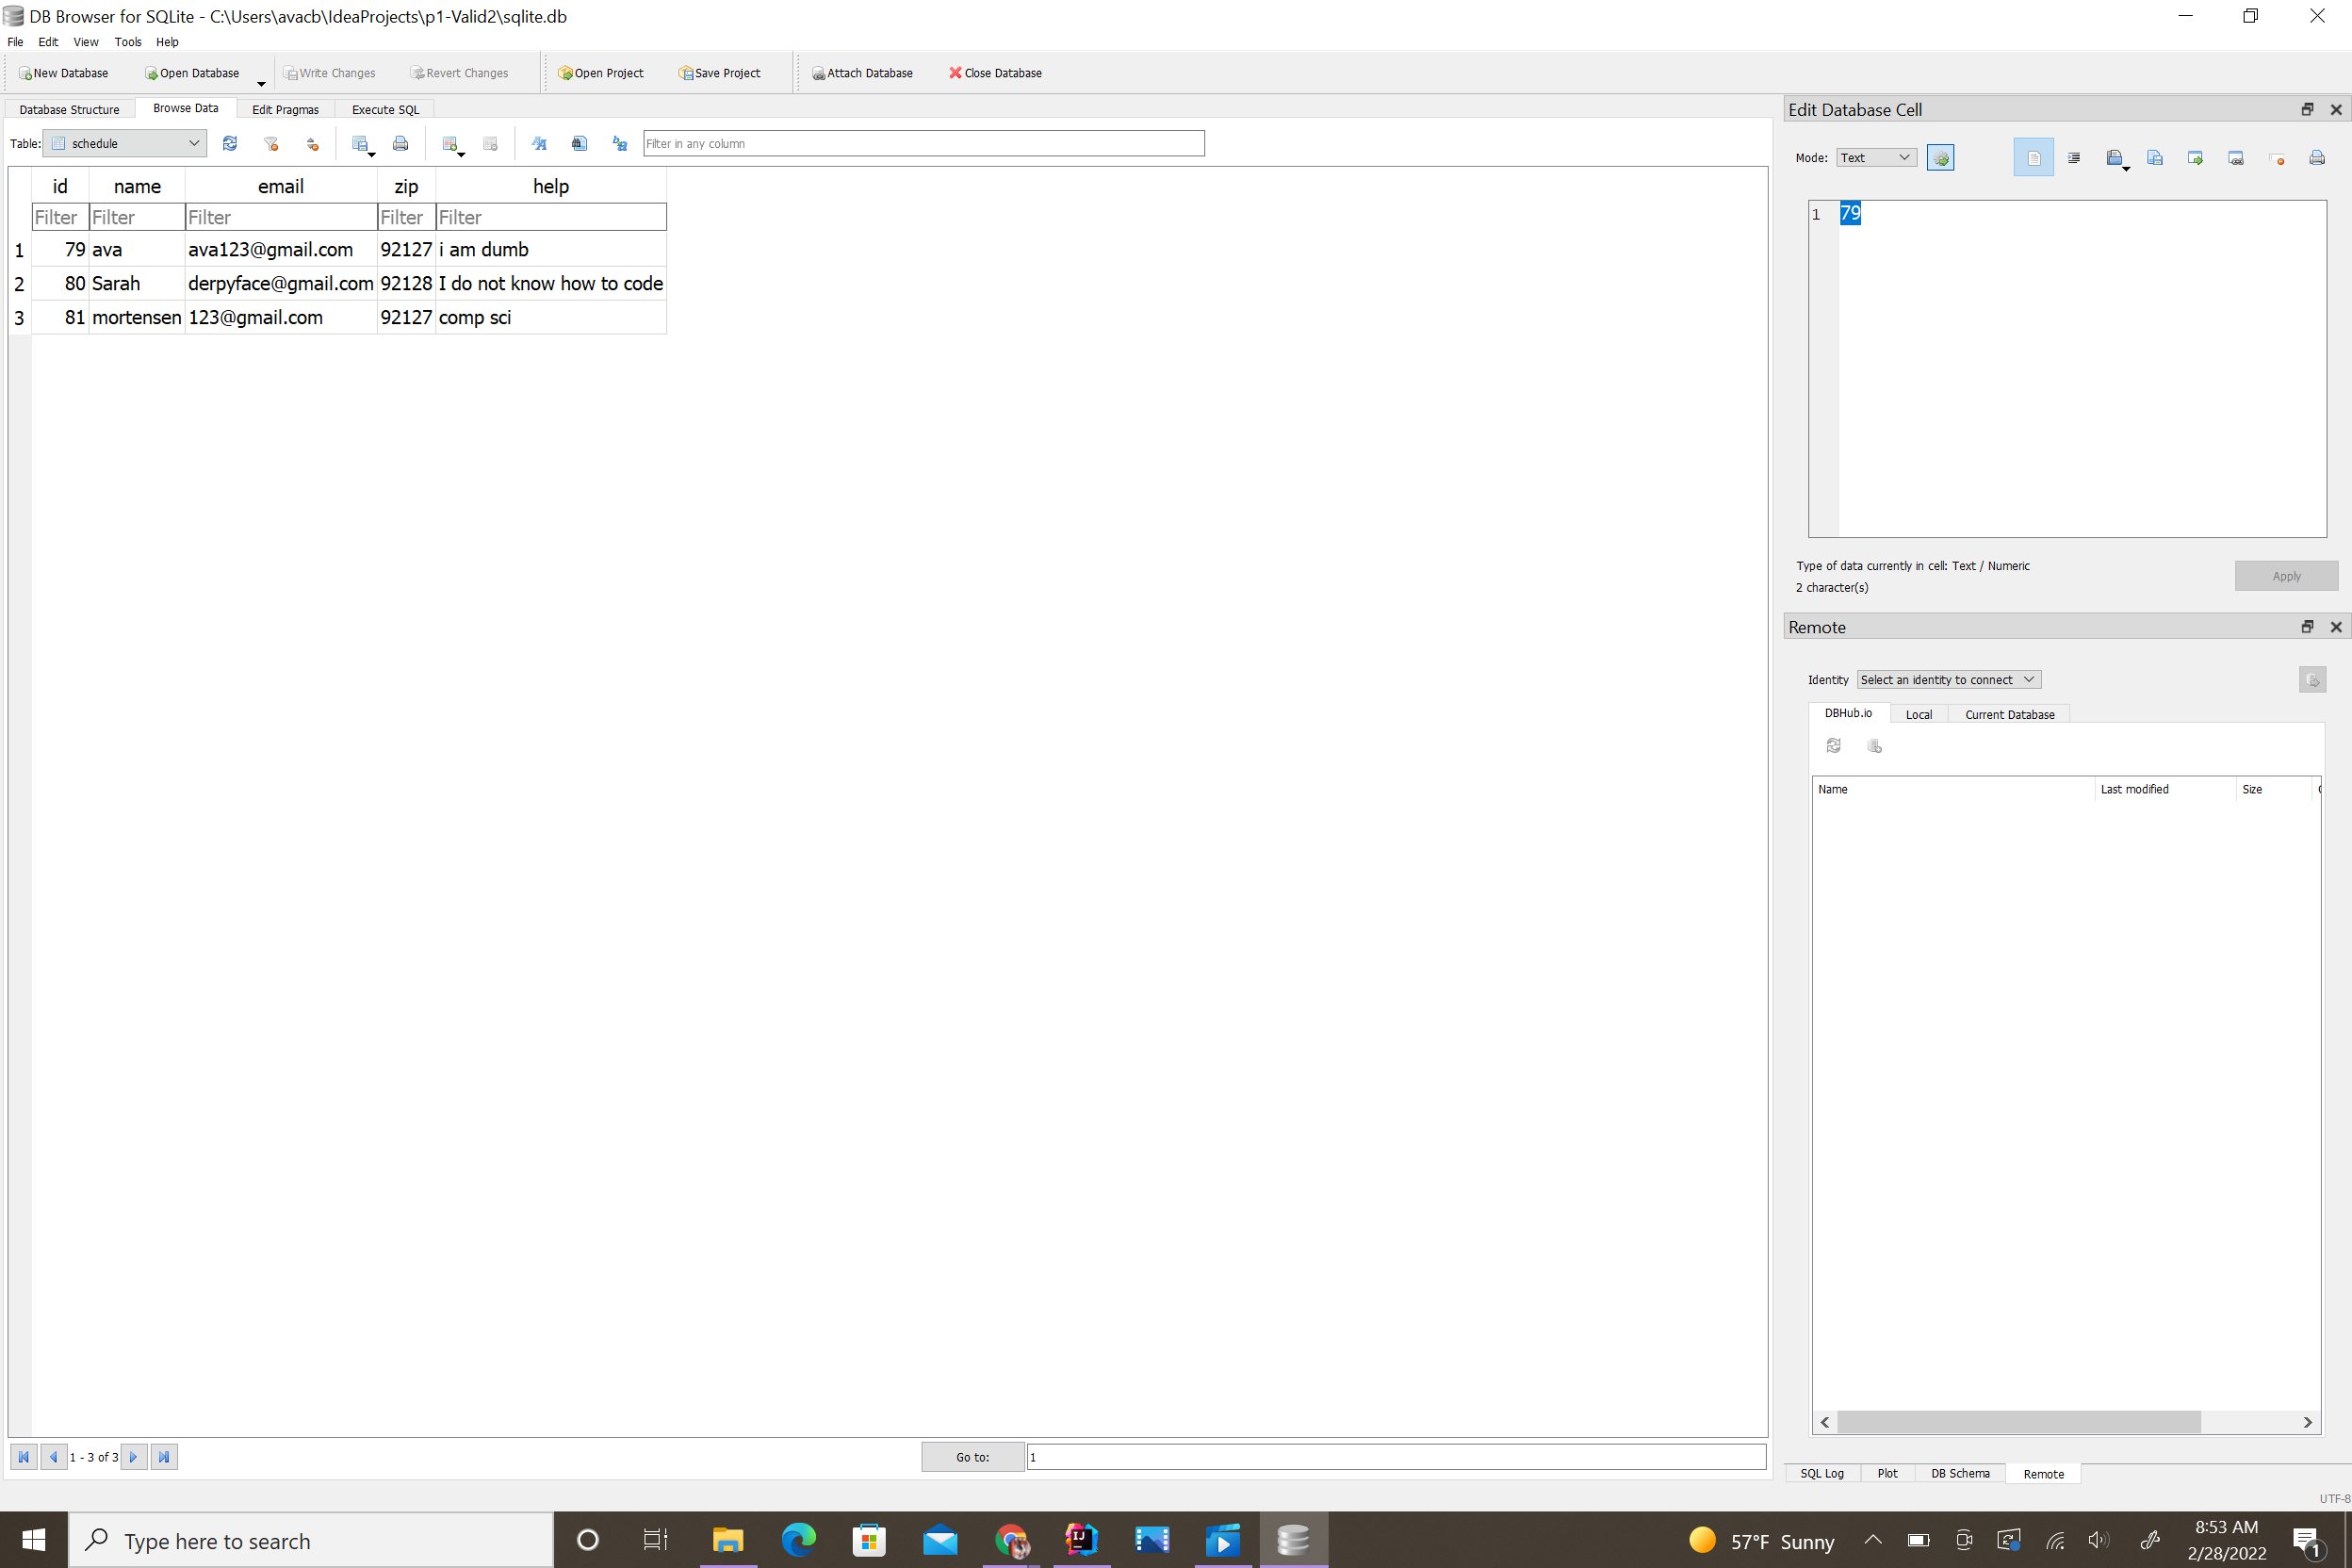 DB Browser for SQLite - C:\Users\avacb\IdeaProjects\p1-Valid2\sqlite.db
File Edit View Tools Help
New Database Open Database Write Changes Revert Changes Open Project Save Project Attach Database Close Database
Database Structure Browse Data Edit Pragmas Execute SQL
Table: schedule Filter in any column
id name email zip help
Filter Filter Filter Filter Filter
1 79 ava ava123@gmail.com 92127 i am dumb
2 80 Sarah derpyface@gmail.com 92128 I do not know how to code
3 81 mortensen 123@gmail.com 92127 comp sci
1 - 3 of 3 Go to: 1
Edit Database Cell
Mode: Text
1 79
Type of data currently in cell: Text / Numeric
2 character(s)
Apply
Remote
Identity Select an identity to connect
DBHub.io Local Current Database
Name Last modified Size
SQL Log Plot DB Schema Remote
UTF-8
Type here to search
57°F Sunny
8:53 AM
2/28/2022
1